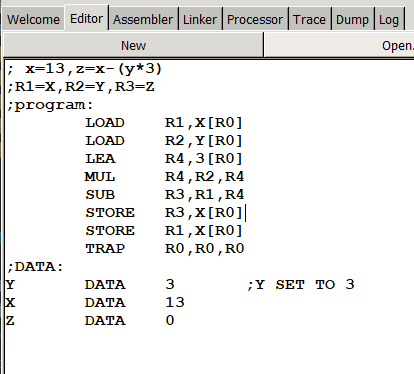 Welcome Editor Assembler Linker Processor Trace Dump Log
New Open.
; x=13,z=x-(y*3)
;R1=X,R2=Y,R3=Z
;program:
LOAD R1,X[R0]
LOAD R2,Y[R0]
LEA R4,3[R0]
MUL R4,R2,R4
SUB R3,R1,R4
STORE R3,X[R0]
STORE R1,X[R0]
TRAP R0,R0,R0
;DATA:
Y DATA 3 ;Y SET TO 3
X DATA 13
Z DATA 0